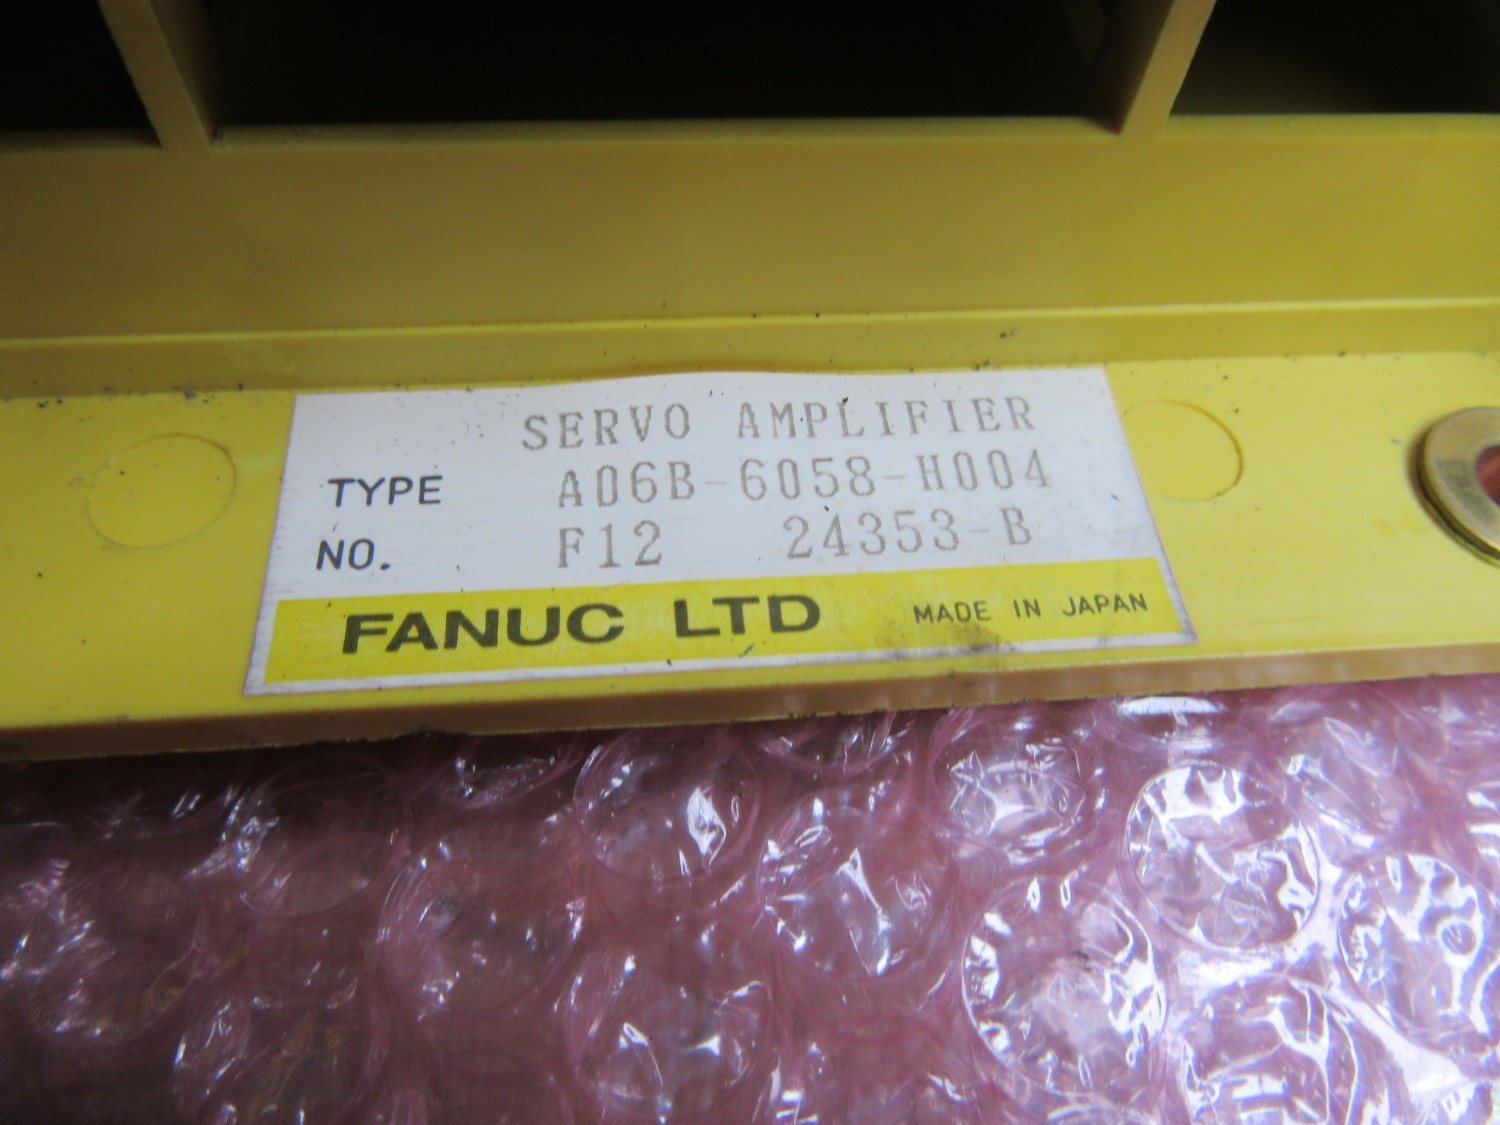 SERVO AMPLIFIER
TYPE A06B-6058-H004
NO. F12 24353-B
FANUC LTD MADE IN JAPAN